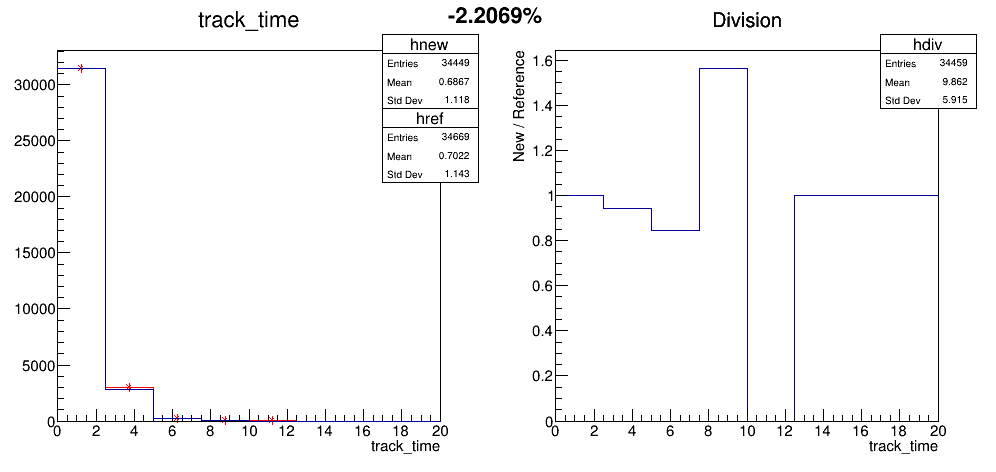 -2.2069%
track_time
hnew
Entries 34449
Mean 0.6867
Std Dev 1.118
href
Entries 34669
Mean 0.7022
Std Dev 1.143
30000
25000
20000
15000
10000
5000
0
0 2 4 6 8 10 12 14 16 18 20
track_time
Division
hdiv
Entries 34459
Mean 9.862
Std Dev 5.915
New / Reference
1.6
1.4
1.2
1
0.8
0.6
0.4
0.2
0
0 2 4 6 8 10 12 14 16 18 20
track_time